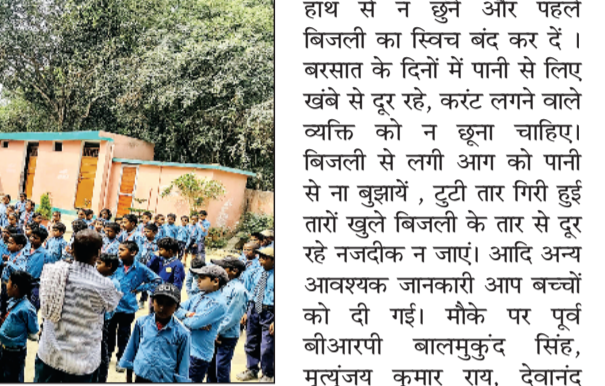 हाथ से न छुने और पहले
बिजली का स्विच बंद कर दें ।
बरसात के दिनों में पानी से लिए
खंबे से दूर रहे, करंट लगने वाले
व्यक्ति को न छूना चाहिए।
बिजली से लगी आग को पानी
से ना बुझायें , टुटी तार गिरी हुई
तारों खुले बिजली के तार से दूर
रहे नजदीक न जाएं। आदि अन्य
आवश्यक जानकारी आप बच्चों
को दी गई। मौके पर पूर्व
बीआरपी बालमुकुंद सिंह,
मृत्युंजय कुमार राय, देवानंद